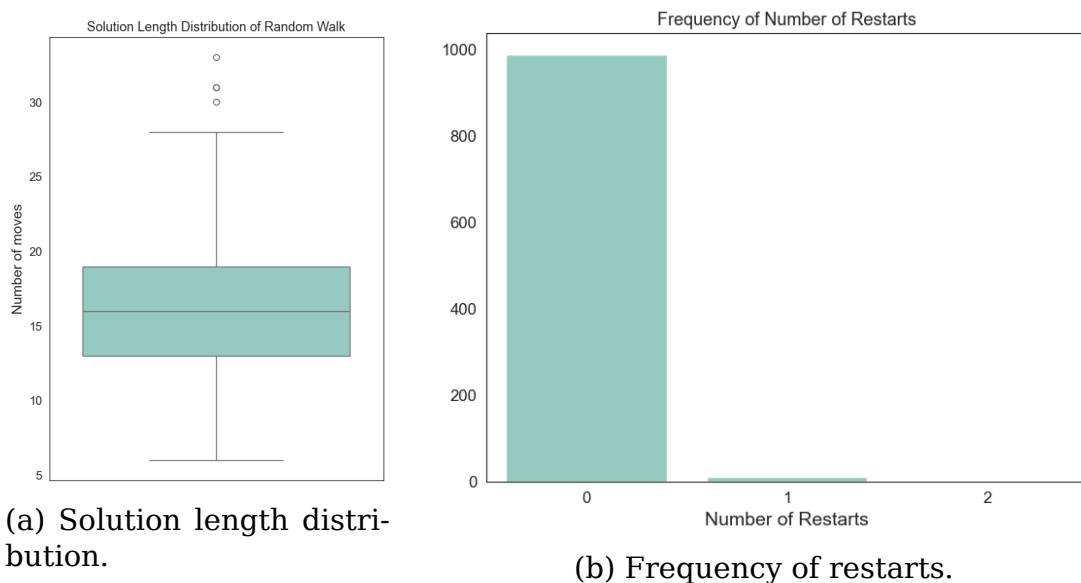 Solution Length Distribution of Random Walk
Number of moves
30
25
20
15
10
5
(a) Solution length distri-
bution.
Frequency of Number of Restarts
1000
800
600
400
200
0
0 1 2
Number of Restarts
(b) Frequency of restarts.